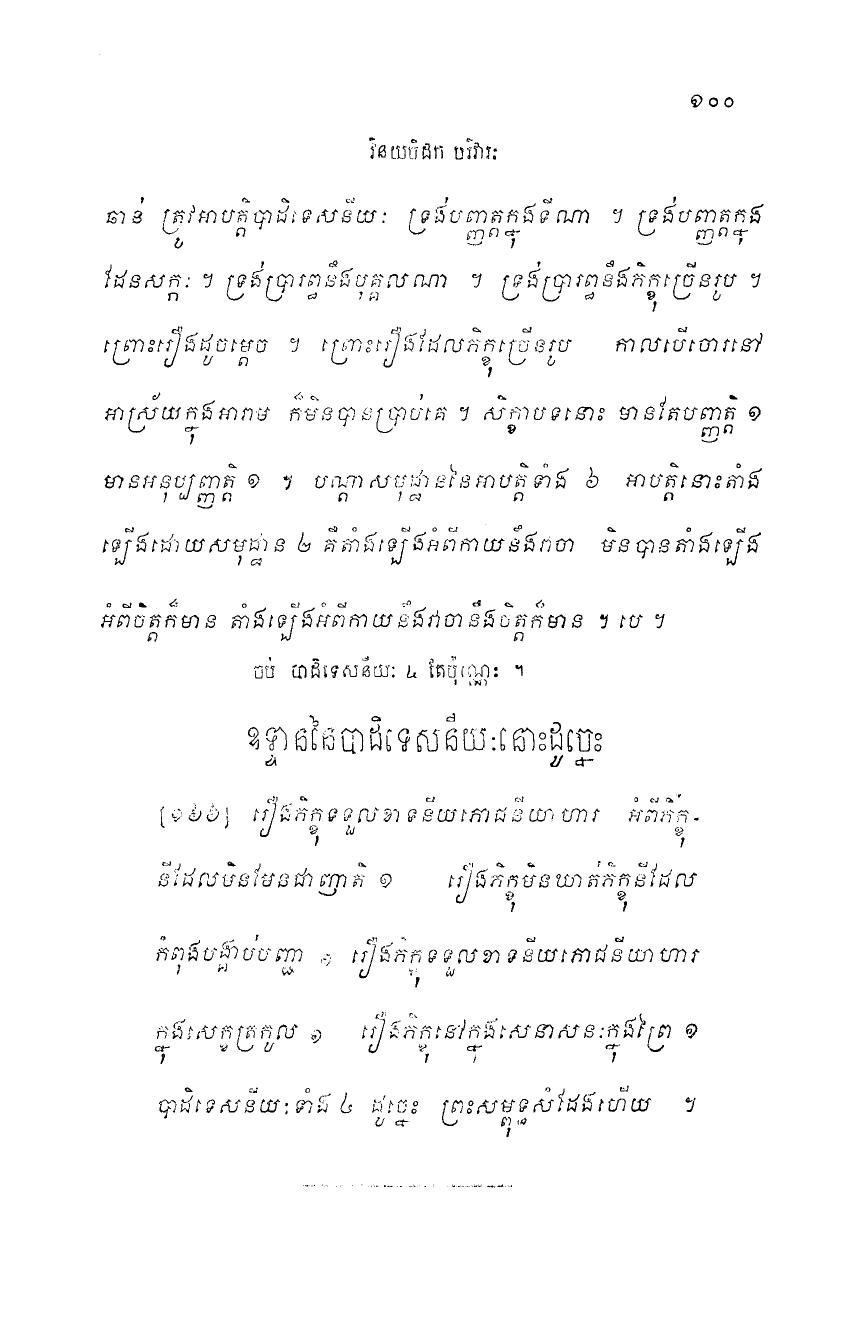 ១០០
វិនយបិដក បរិវារៈ
ឆាន់ ត្រូវអាបត្តិបាដិទេសនីយៈ ទ្រង់បញ្ញត្តក្នុងទីណា ។ ទ្រង់បញ្ញត្តក្នុង
ដែនសក្កៈ ។ ទ្រង់ប្រារព្ធនឹងបុគ្គលណា ។ ទ្រង់ប្រារព្ធនឹងភិក្ខុច្រើនរូប ។
ព្រោះរឿងដូចម្តេច ។ ព្រោះរឿងដែលភិក្ខុច្រើនរូប កាលបើចោរនៅ
អាស្រ័យក្នុងអារាម ក៏មិនបានប្រាប់គេ ។ សិក្ខាបទនោះ មានតែបញ្ញត្តិ ១
មានអនុប្បញ្ញត្តិ ១ ។ បណ្តាសមុដ្ឋាននៃអាបត្តិទាំង ៦ អាបត្តិនោះតាំង
ឡើងដោយសមុដ្ឋាន ២ គឺតាំងឡើងអំពីកាយនឹងវាចា មិនបានតាំងឡើង
អំពីចិត្តក៏មាន តាំងឡើងអំពីកាយនឹងវាចានឹងចិត្តក៏មាន ។ បេ ។
ចប់ បាដិទេសនីយៈ ៤ តែប៉ុណ្ណេះ ។
ឧទ្ទាននៃបាដិទេសនីយៈនោះដូច្នេះ
[១៦៦] រឿងភិក្ខុទទួលខាទនីយភោជនីយាហារ អំពីភិក្ខុ-
នីដែលមិនមែនជាញាតិ ១ រឿងភិក្ខុមិនឃាត់ភិក្ខុនីដែល
កំពុងបង្គាប់បញ្ជា ១ រឿងភិក្ខុទទួលខាទនីយភោជនីយាហារ
ក្នុងសេក្ខត្រកូល ១ រឿងភិក្ខុនៅក្នុងសេនាសនៈក្នុងព្រៃ ១
បាដិទេសនីយៈទាំង ៤ ដូច្នេះ ព្រះសម្ពុទ្ធសំដែងហើយ ។